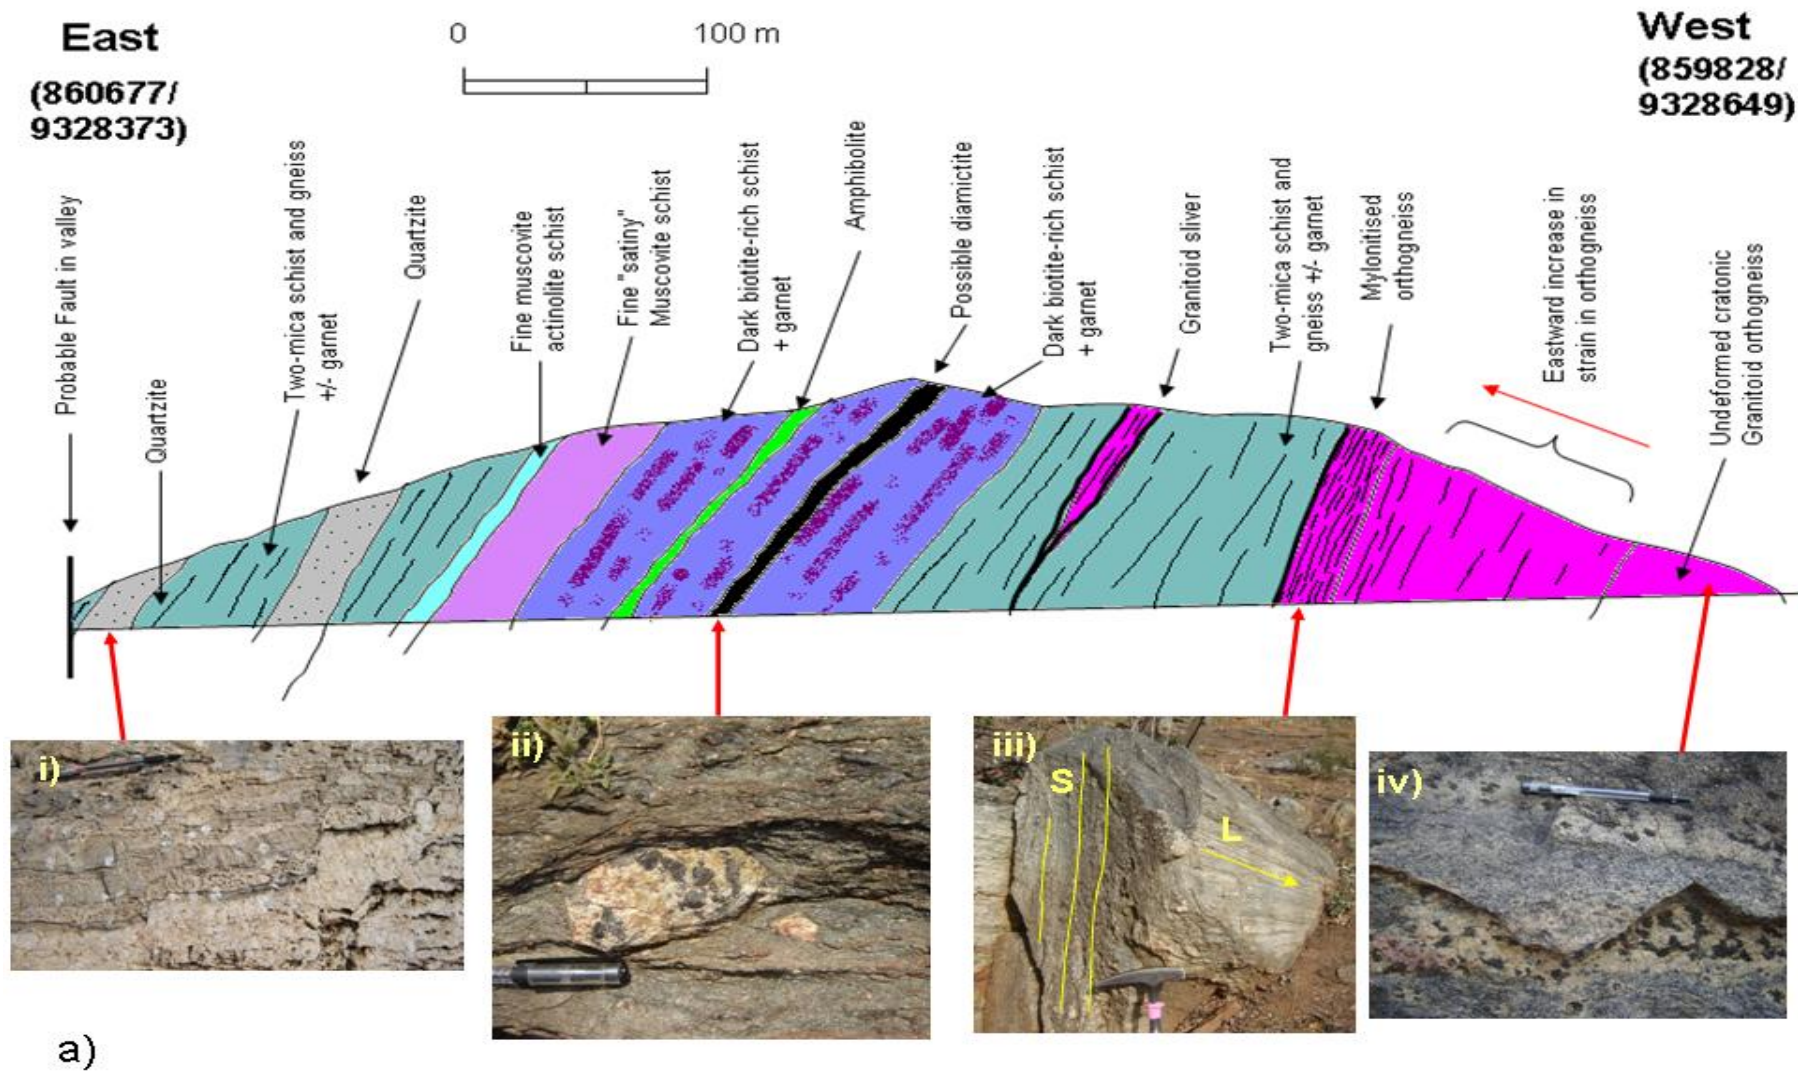 East
(860677/
9328373)
0
100 m
West
(859828/
9328649)
Probable Fault in valley
Quartzite
Two-mica schist and gneiss
+/- garnet
Quartzite
Fine muscovite
actinolite schist
Fine "satiny"
Muscovite schist
Dark biotite-rich schist
+ garnet
Amphibolite
Possible diamictite
Dark biotite-rich schist
+ garnet
Granitoid sliver
Two-mica schist and
gneiss +/- garnet
Mylonitised
orthogneiss
Eastward increase in
strain in orthogneiss
Undeformed cratonic
Granitoid orthogneiss
i)
ii)
iii)
S
L
iv)
a)